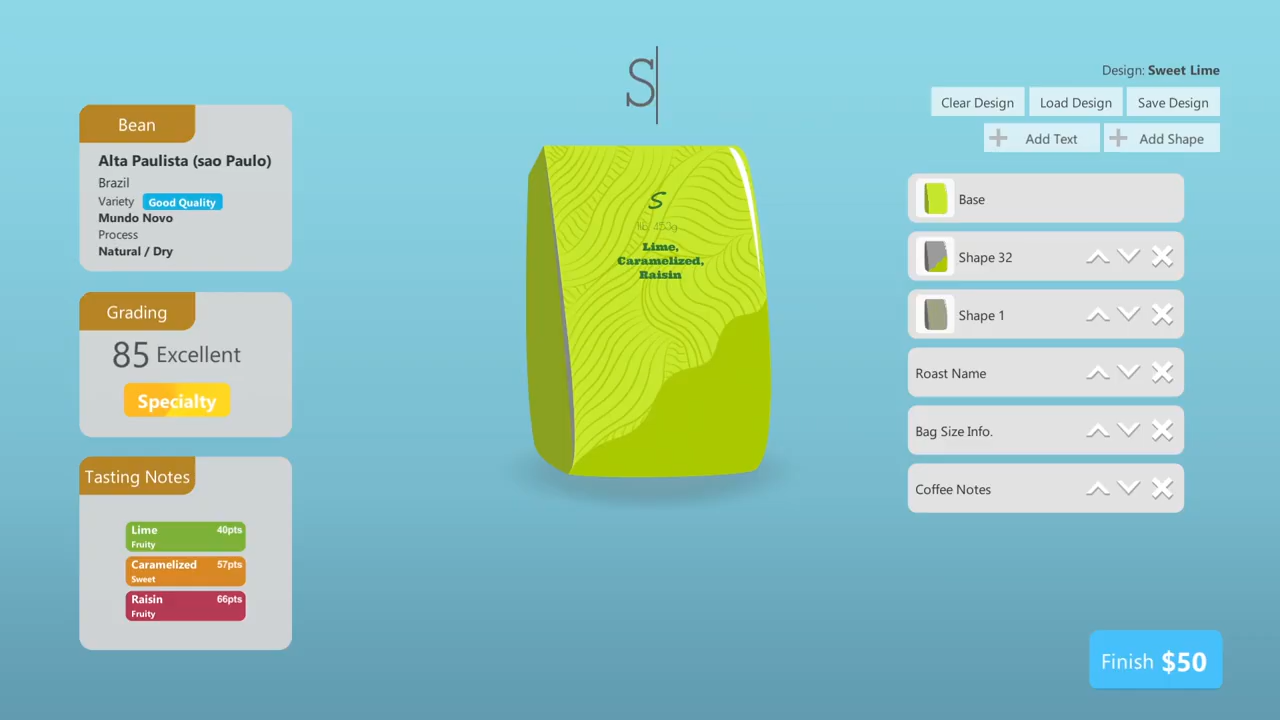 S
Design: Sweet Lime
Clear Design
Load Design
Save Design
Add Text
Add Shape
Bean
Alta Paulista (sao Paulo)
Brazil
Variety Good Quality
Mundo Novo
Process
Natural / Dry
Grading
85 Excellent
Specialty
Tasting Notes
Lime 40pts
Fruity
Caramelized 57pts
Sweet
Raisin 66pts
Fruity
S
1LB. 453g
Lime,
Caramelized,
Raisin
Base
Shape 32
Shape 1
Roast Name
Bag Size Info.
Coffee Notes
Finish $50